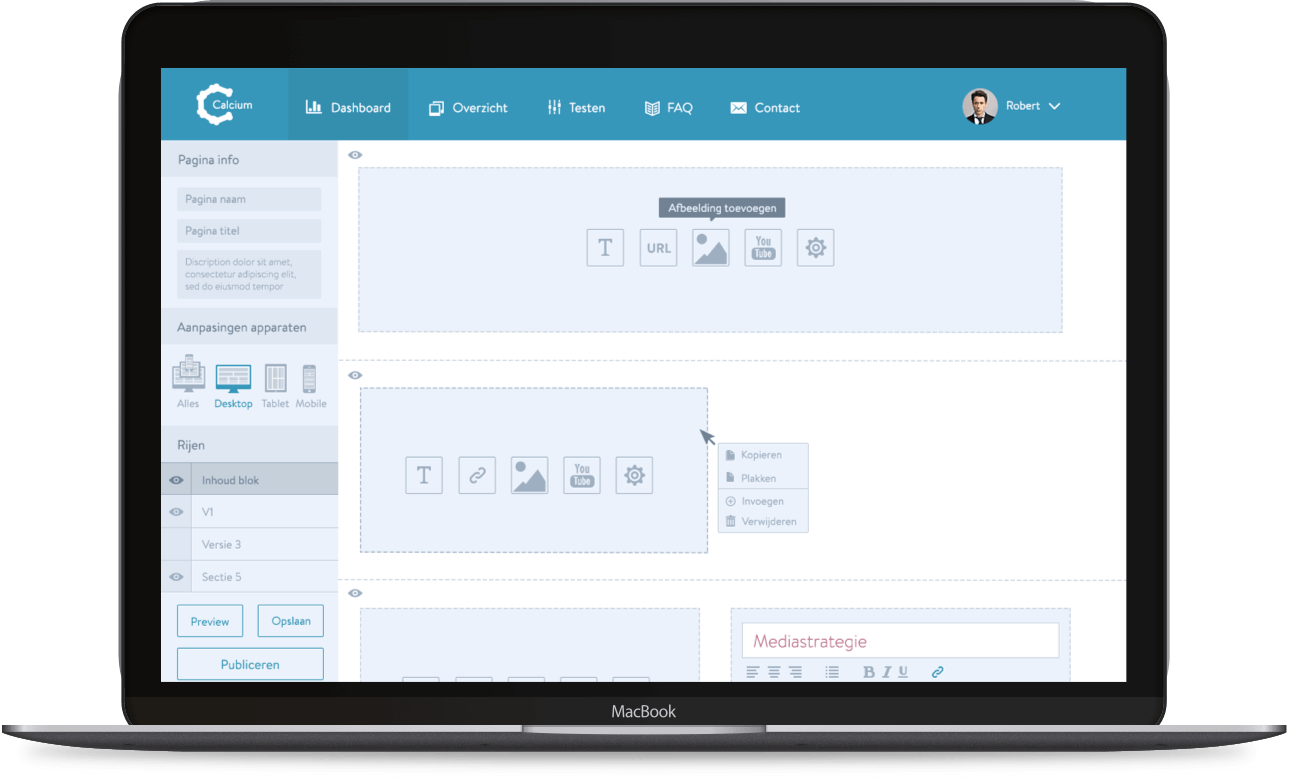 Calcium
Dashboard
Overzicht
Testen
FAQ
Contact
Robert
Pagina info
Pagina naam
Pagina titel
Discription dolor sit amet,
consectetur adipiscing elit,
sed do eiusmod tempor
Aanpasingen apparaten
Alles
Desktop
Tablet
Mobile
Rijen
Inhoud blok
V1
Versie 3
Sectie 5
Preview
Opslaan
Publiceren
Afbeelding toevoegen
T
URL
You
Tube
T
You
Tube
Kopieren
Plakken
Invoegen
Verwijderen
Mediastrategie
B I U
MacBook